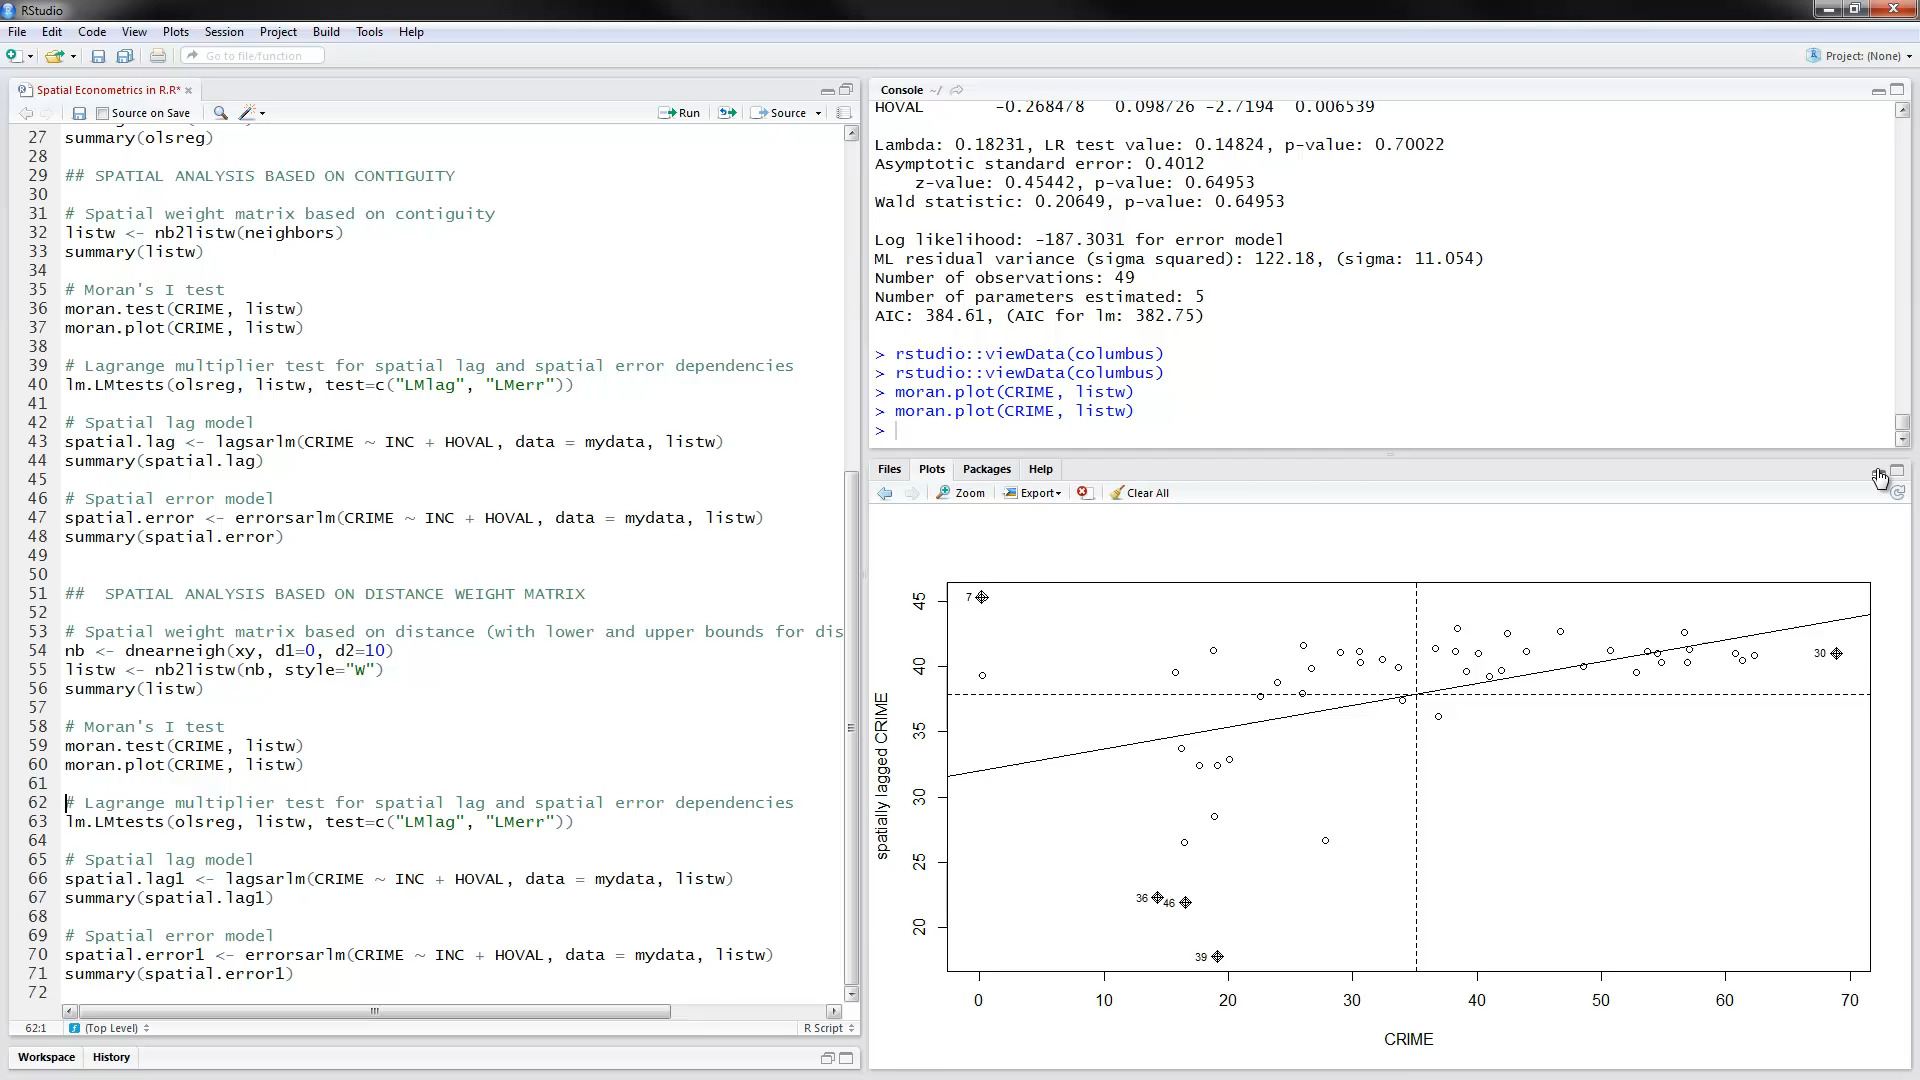 RStudio
File Edit Code View Plots Session Project Build Tools Help
Go to file/function
Project: (None)
Spatial Econometrics in R.R*
Source on Save
Run
Source
27 summary(olsreg)
28
29 ## SPATIAL ANALYSIS BASED ON CONTIGUITY
30
31 # Spatial weight matrix based on contiguity
32 listw <- nb2listw(neighbors)
33 summary(listw)
34
35 # Moran's I test
36 moran.test(CRIME, listw)
37 moran.plot(CRIME, listw)
38
39 # Lagrange multiplier test for spatial lag and spatial error dependencies
40 lm.LMtests(olsreg, listw, test=c("LMlag", "LMerr"))
41
42 # Spatial lag model
43 spatial.lag <- lagsarlm(CRIME ~ INC + HOVAL, data = mydata, listw)
44 summary(spatial.lag)
45
46 # Spatial error model
47 spatial.error <- errorsarlm(CRIME ~ INC + HOVAL, data = mydata, listw)
48 summary(spatial.error)
49
50
51 ##  SPATIAL ANALYSIS BASED ON DISTANCE WEIGHT MATRIX
52
53 # Spatial weight matrix based on distance (with lower and upper bounds for dis
54 nb <- dnearneigh(xy, d1=0, d2=10)
55 listw <- nb2listw(nb, style="W")
56 summary(listw)
57
58 # Moran's I test
59 moran.test(CRIME, listw)
60 moran.plot(CRIME, listw)
61
62 # Lagrange multiplier test for spatial lag and spatial error dependencies
63 lm.LMtests(olsreg, listw, test=c("LMlag", "LMerr"))
64
65 # Spatial lag model
66 spatial.lag1 <- lagsarlm(CRIME ~ INC + HOVAL, data = mydata, listw)
67 summary(spatial.lag1)
68
69 # Spatial error model
70 spatial.error1 <- errorsarlm(CRIME ~ INC + HOVAL, data = mydata, listw)
71 summary(spatial.error1)
72
62:1 (Top Level) R Script
Workspace History
Console ~/
HOVAL -0.268478 0.098726 -2.7194 0.006539
Lambda: 0.18231, LR test value: 0.14824, p-value: 0.70022
Asymptotic standard error: 0.4012
z-value: 0.45442, p-value: 0.64953
Wald statistic: 0.20649, p-value: 0.64953
Log likelihood: -187.3031 for error model
ML residual variance (sigma squared): 122.18, (sigma: 11.054)
Number of observations: 49
Number of parameters estimated: 5
AIC: 384.61, (AIC for lm: 382.75)
> rstudio::viewData(columbus)
> rstudio::viewData(columbus)
> moran.plot(CRIME, listw)
> moran.plot(CRIME, listw)
>
Files Plots Packages Help
Zoom Export Clear All
spatially lagged CRIME
45
40
35
30
25
20
7
30
36
46
39
0 10 20 30 40 50 60 70
CRIME